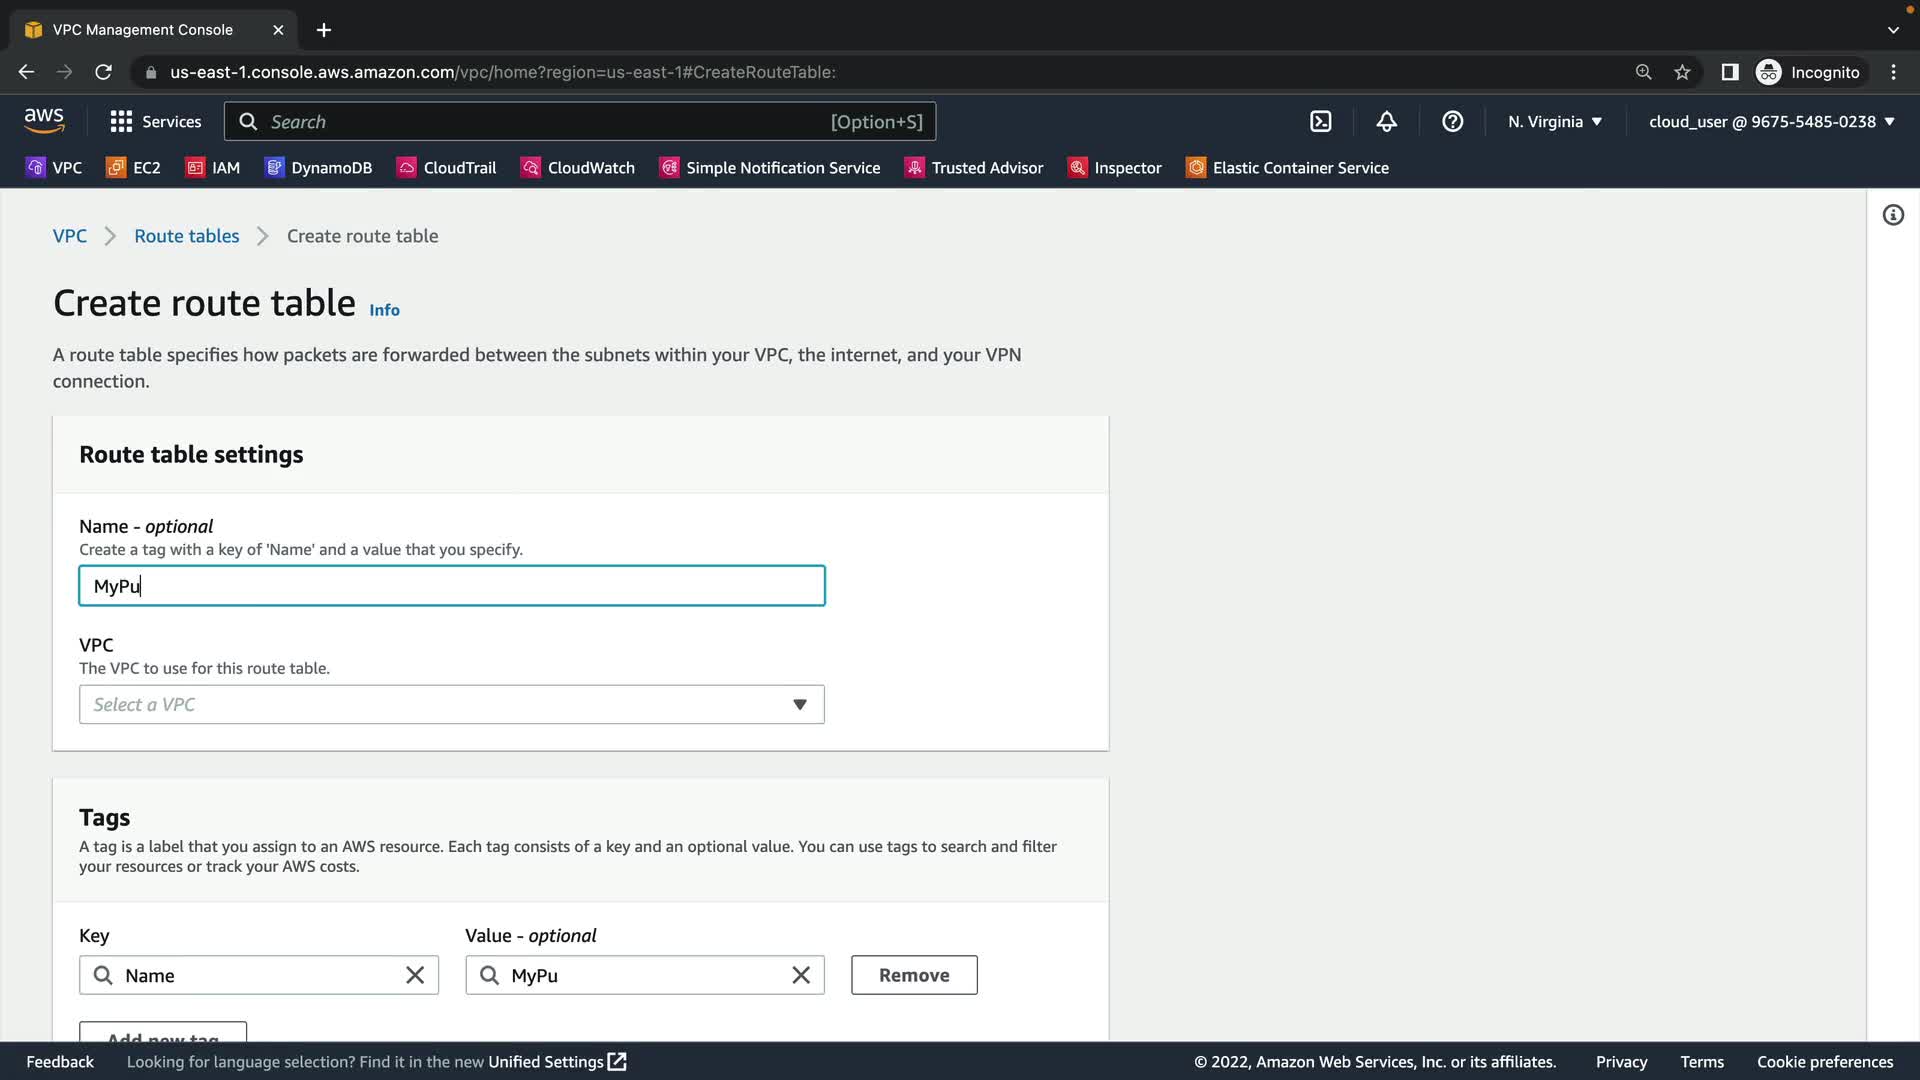 VPC Management Console
us-east-1.console.aws.amazon.com/vpc/home?region=us-east-1#CreateRouteTable:
Incognito
aws
Services
Search
[Option+S]
N. Virginia
cloud_user @ 9675-5485-0238
VPC
EC2
IAM
DynamoDB
CloudTrail
CloudWatch
Simple Notification Service
Trusted Advisor
Inspector
Elastic Container Service
VPC
Route tables
Create route table
Create route table Info
A route table specifies how packets are forwarded between the subnets within your VPC, the internet, and your VPN
connection.
Route table settings
Name - optional
Create a tag with a key of 'Name' and a value that you specify.
MyPu
VPC
The VPC to use for this route table.
Select a VPC
Tags
A tag is a label that you assign to an AWS resource. Each tag consists of a key and an optional value. You can use tags to search and filter
your resources or track your AWS costs.
Key
Value - optional
Name
MyPu
Remove
Add new tag
Feedback
Looking for language selection? Find it in the new Unified Settings
© 2022, Amazon Web Services, Inc. or its affiliates.
Privacy
Terms
Cookie preferences